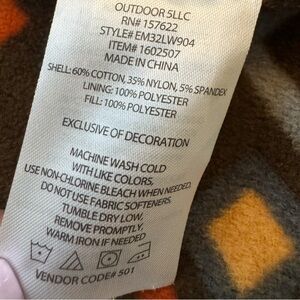 OUTDOOR 5LLC
RN# 157622
STYLE# EM32LW904
ITEM# 1602507
MADE IN CHINA
SHELL: 60% COTTON, 35% NYLON, 5% SPANDEX
LINING: 100% POLYESTER
FILL: 100% POLYESTER
EXCLUSIVE OF DECORATION
MACHINE WASH COLD
WITH LIKE COLORS,
USE NON-CHLORINE BLEACH WHEN NEEDED.
DO NOT USE FABRIC SOFTENERS.
TUMBLE DRY LOW,
REMOVE PROMPTLY,
WARM IRON IF NEEDED
VENDOR CODE# 501